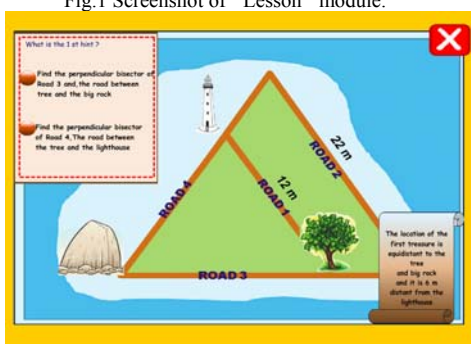 Fig.1 Screenshot of "Lesson" module.
What is the 1 st hint ?
Find the perpendicular bisector of
Road 3 and, the road between
tree and the big rock
Find the perpendicular bisector
of Road 4, The road between
the tree and the lighthouse
ROAD 4
12 m
ROAD 1
22 m
ROAD 2
ROAD 3
The location of the
first treasure is
equidistant to the
tree
and big rock
and it is 6 m
distant from the
lighthouse